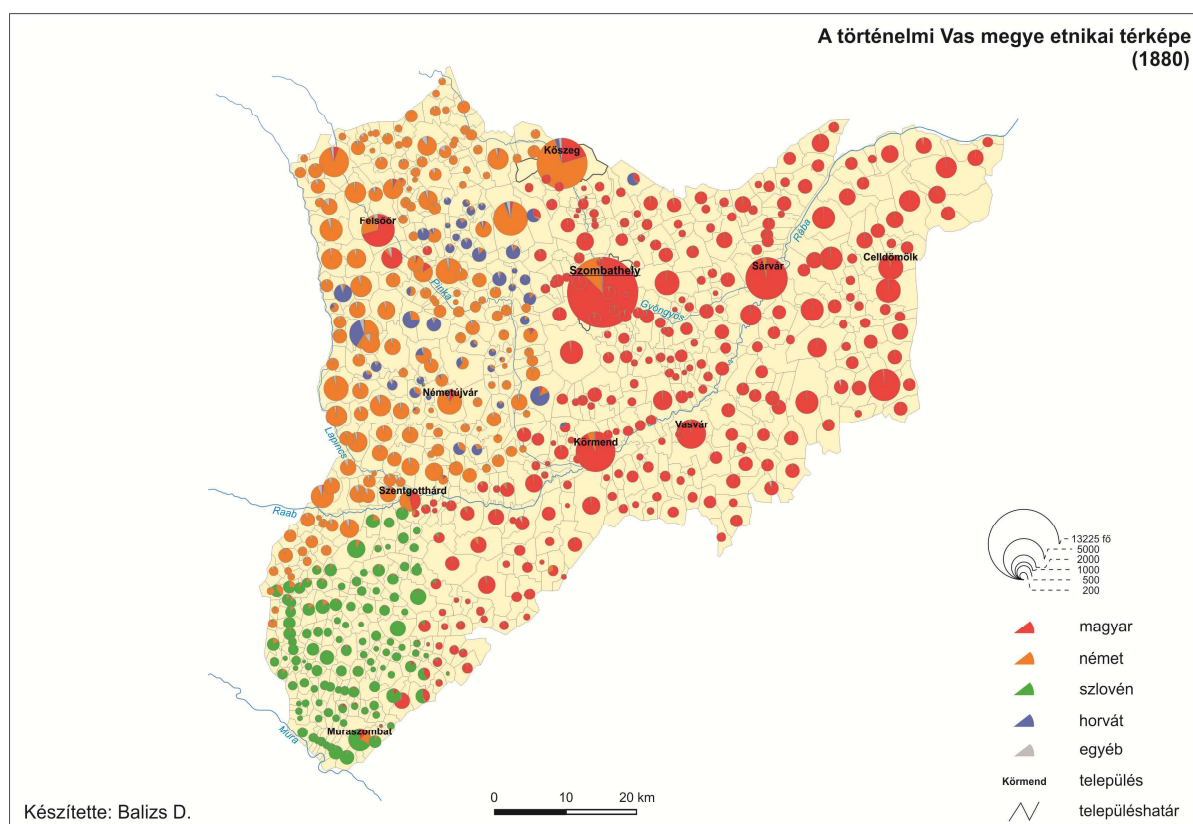 A történelmi Vas megye etnikai térképe
(1880)
Kőszeg
Felsőőr
Pinka
Szombathely
Gyöngyös
Sárvár
Rába
Celldömölk
Németújvár
Lapincs
Körmend
Vasvár
Szentgotthárd
Raab
Muraszombat
Mura
13225 fő
5000
2000
1000
500
200
magyar
német
szlovén
horvát
egyéb
Körmend település
településhatár
0 10 20 km
Készítette: Balizs D.